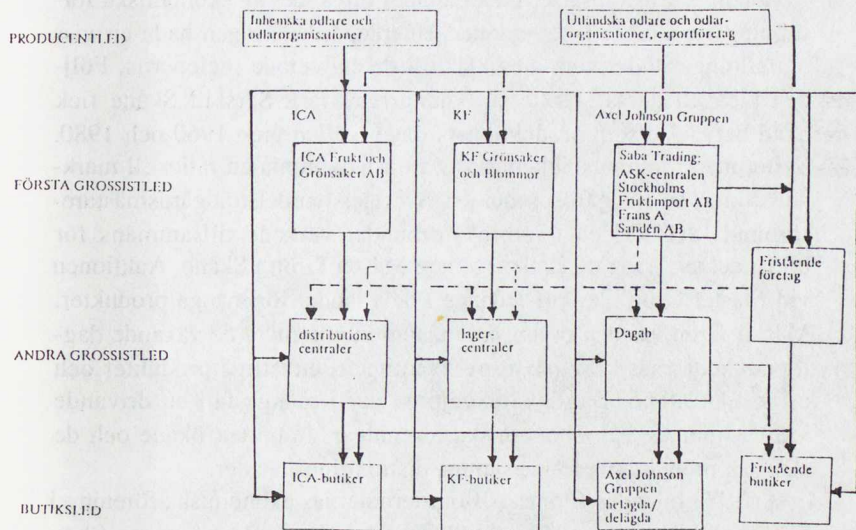 PRODUCENTLED
Inhemska odlare och
odlarorganisationer
Utländska odlare och odlar-
organisationer, exportföretag
ICA
KF
Axel Johnson Gruppen
FÖRSTA GROSSISTLED
ICA Frukt och
Grönsaker AB
KF Grönsaker
och Blommor
Saba Trading:
ASK-centralen
Stockholms
Fruktimport AB
Frans A
Sandén AB
Fristående
företag
ANDRA GROSSISTLED
distributions-
centraler
lager-
centraler
Dagab
BUTIKSLED
ICA-butiker
KF-butiker
Axel Johnson
Gruppen
helägda/
delägda
Fristående
butiker